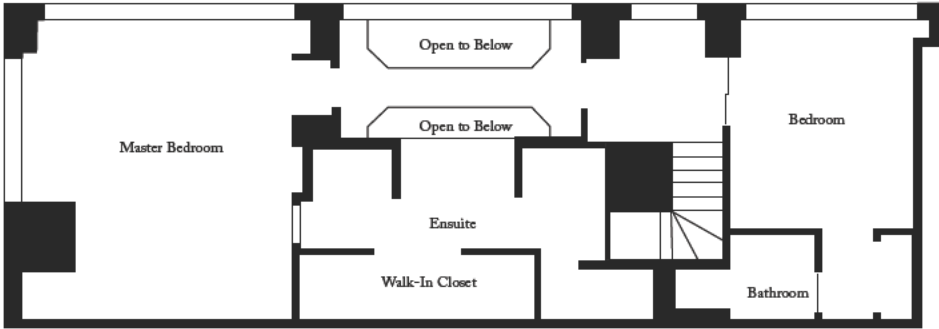 Open to Below
Open to Below
Bedroom
Master Bedroom
Ensuite
Walk-In Closet
Bathroom